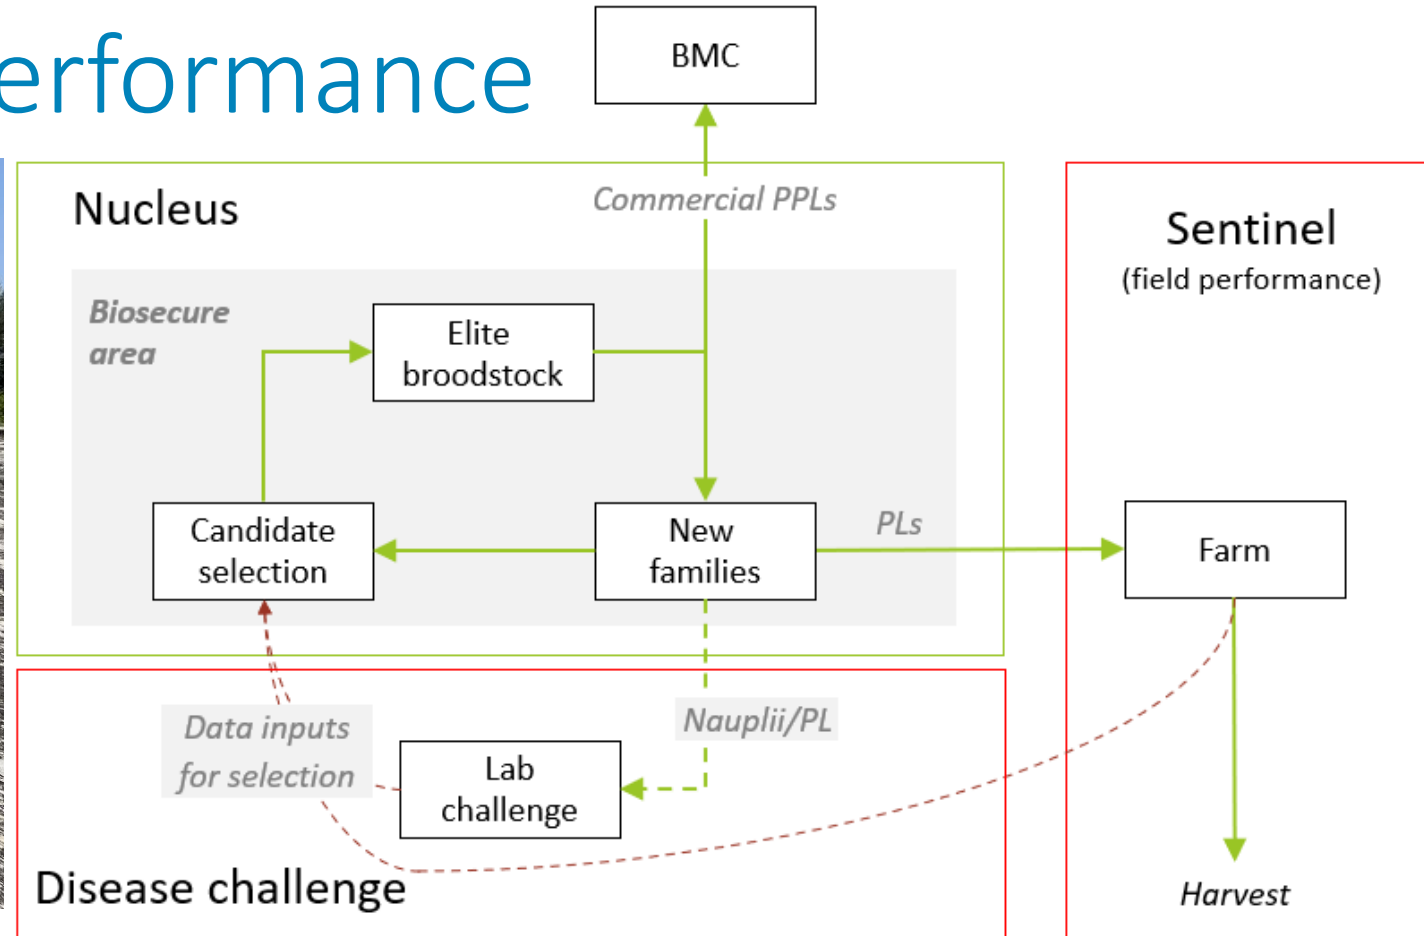 erformance
BMC
Nucleus
Commercial PPLs
Sentinel
(field performance)
Biosecure
area
Elite
broodstock
Candidate
selection
New
families
PLs
Farm
Data inputs
for selection
Nauplii/PL
Lab
challenge
Disease challenge
Harvest